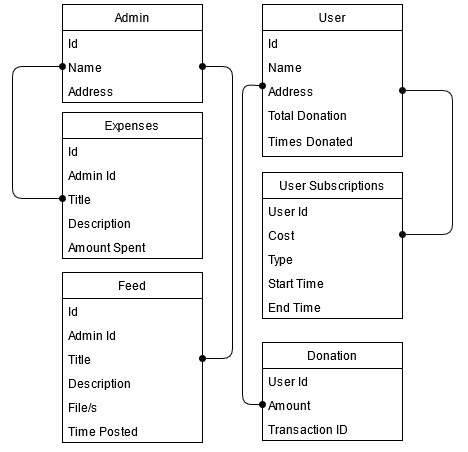 Admin
Id
Name
Address
Expenses
Id
Admin Id
Title
Description
Amount Spent
Feed
Id
Admin Id
Title
Description
File/s
Time Posted
User
Id
Name
Address
Total Donation
Times Donated
User Subscriptions
User Id
Cost
Type
Start Time
End Time
Donation
User Id
Amount
Transaction ID